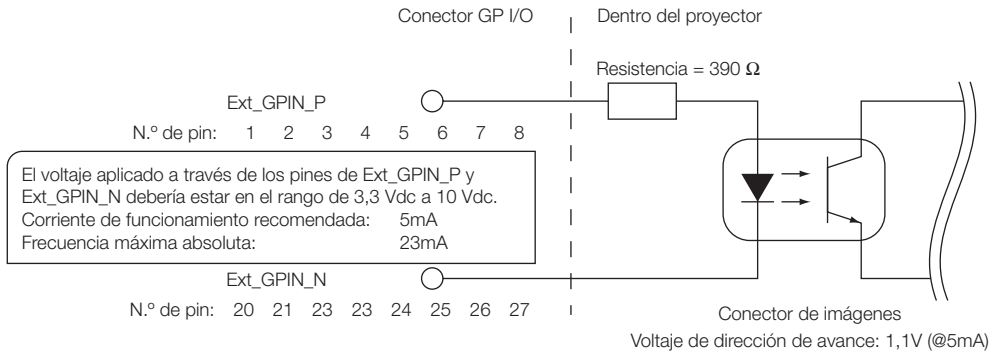 Conector GP I/O
Dentro del proyector
Resistencia = 390 Ω
Ext_GPIN_P
N.º de pin: 1 2 3 4 5 6 7 8
El voltaje aplicado a través de los pines de Ext_GPIN_P y
Ext_GPIN_N debería estar en el rango de 3,3 Vdc a 10 Vdc.
Corriente de funcionamiento recomendada: 5mA
Frecuencia máxima absoluta: 23mA
Ext_GPIN_N
N.º de pin: 20 21 23 23 24 25 26 27
Conector de imágenes
Voltaje de dirección de avance: 1,1V (@5mA)